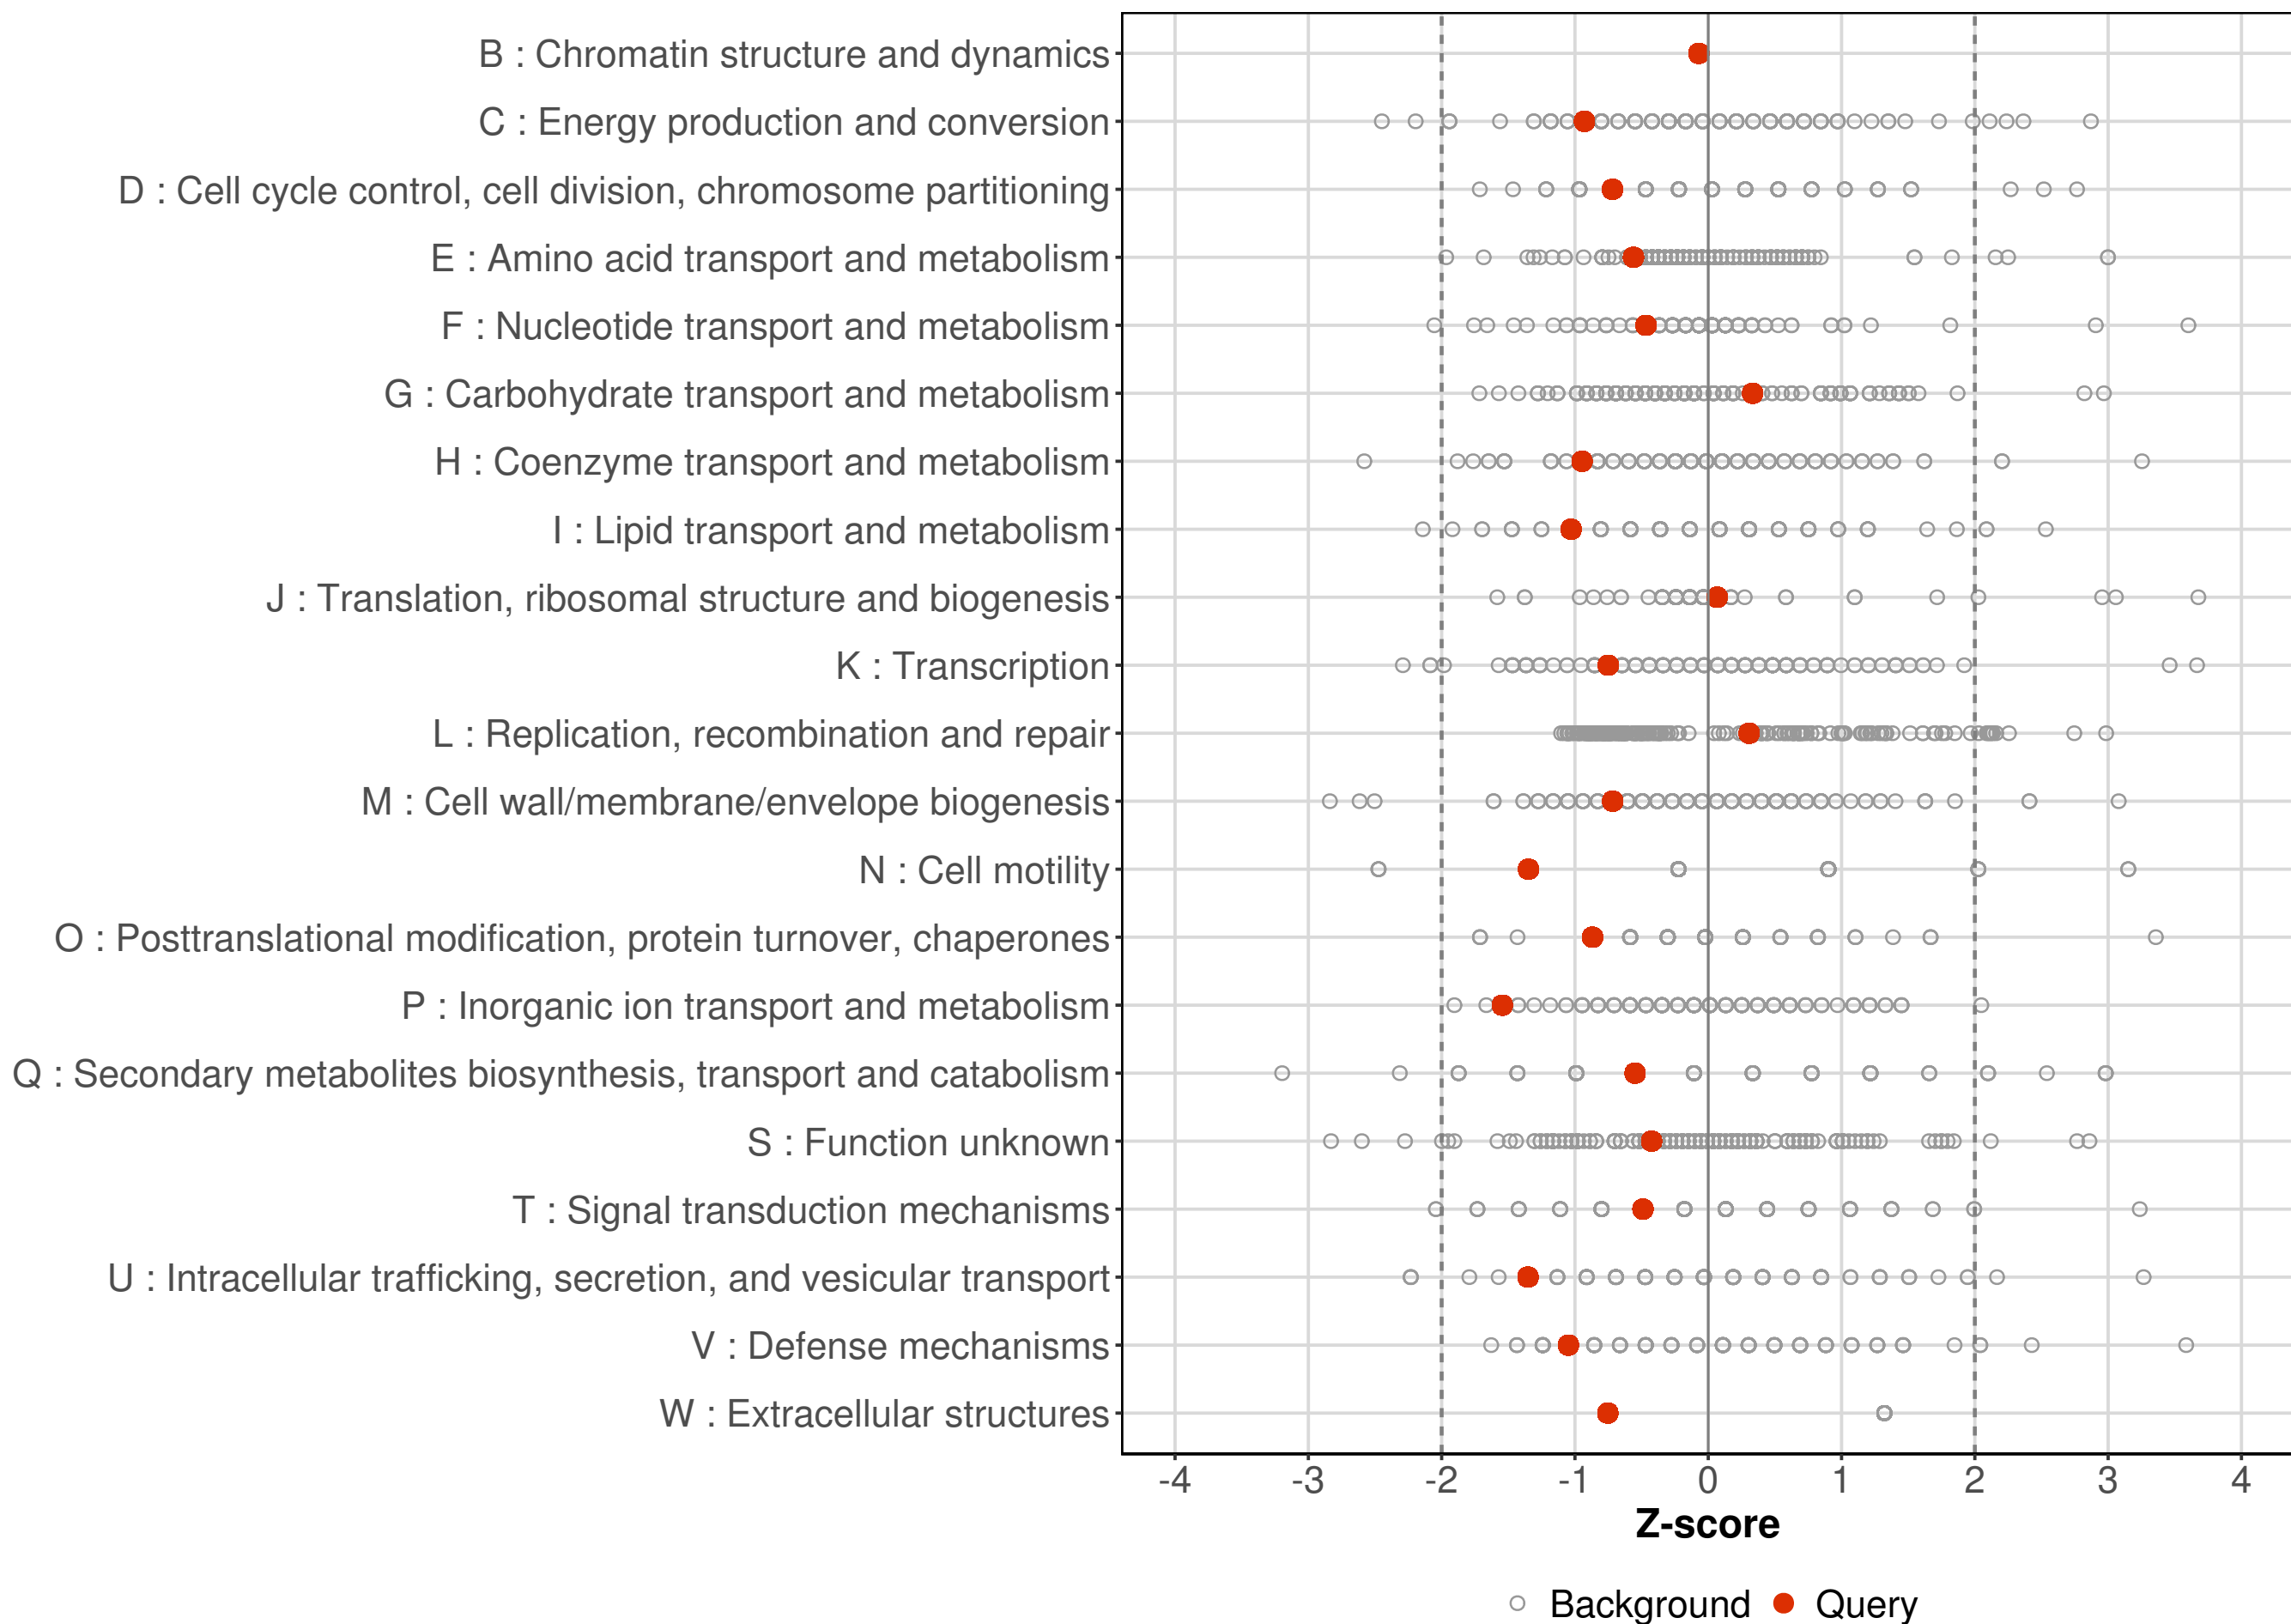 B : Chromatin structure and dynamics
C : Energy production and conversion
D : Cell cycle control, cell division, chromosome partitioning
E : Amino acid transport and metabolism
F : Nucleotide transport and metabolism
G : Carbohydrate transport and metabolism
H : Coenzyme transport and metabolism
I : Lipid transport and metabolism
J : Translation, ribosomal structure and biogenesis
K : Transcription
L : Replication, recombination and repair
M : Cell wall/membrane/envelope biogenesis
N : Cell motility
O : Posttranslational modification, protein turnover, chaperones
P : Inorganic ion transport and metabolism
Q : Secondary metabolites biosynthesis, transport and catabolism
S : Function unknown
T : Signal transduction mechanisms
U : Intracellular trafficking, secretion, and vesicular transport
V : Defense mechanisms
W : Extracellular structures
-4 -3 -2 -1 0 1 2 3 4
Z-score
Background Query